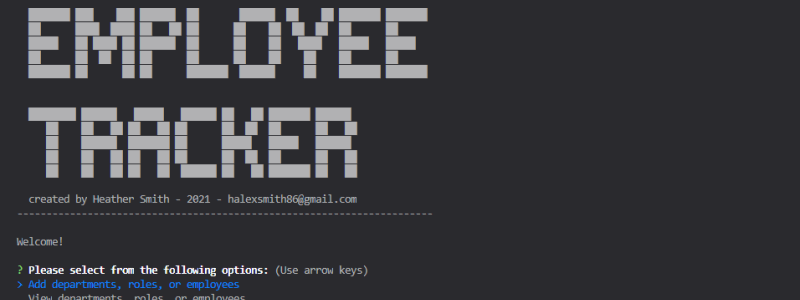 EMPLOYEE
TRACKER
created by Heather Smith - 2021 - halexsmith86@gmail.com
----------------------------------------------------------------------
Welcome!
? Please select from the following options: (Use arrow keys)
> Add departments, roles, or employees
View departments, roles, or employees